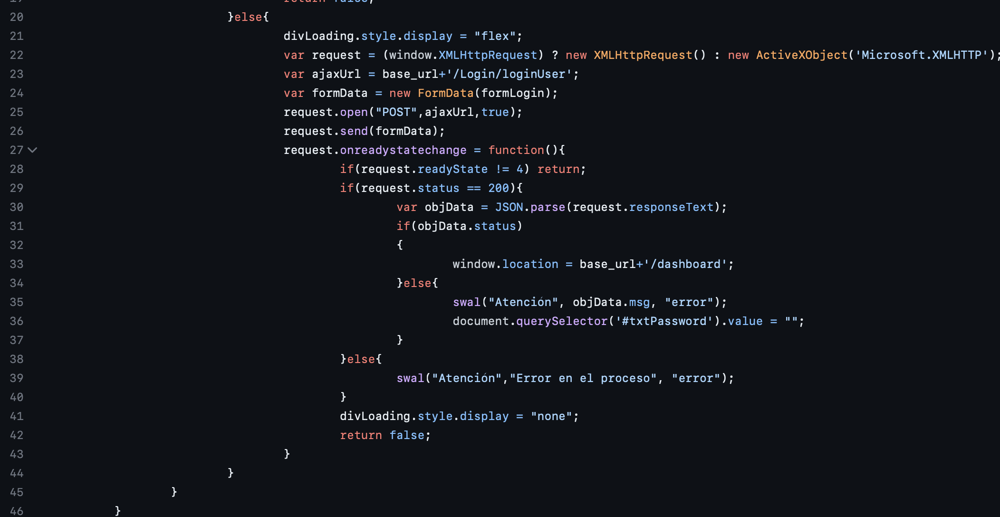 19 return false;
20 }else{
21 divLoading.style.display = "flex";
22 var request = (window.XMLHttpRequest) ? new XMLHttpRequest() : new ActiveXObject('Microsoft.XMLHTTP');
23 var ajaxUrl = base_url+'/Login/loginUser';
24 var formData = new FormData(formLogin);
25 request.open("POST",ajaxUrl,true);
26 request.send(formData);
27 request.onreadystatechange = function(){
28 if(request.readyState != 4) return;
29 if(request.status == 200){
30 var objData = JSON.parse(request.responseText);
31 if(objData.status)
32 {
33 window.location = base_url+'/dashboard';
34 }else{
35 swal("Atención", objData.msg, "error");
36 document.querySelector('#txtPassword').value = "";
37 }
38 }else{
39 swal("Atención","Error en el proceso", "error");
40 }
41 divLoading.style.display = "none";
42 return false;
43 }
44 }
45 }
46 }